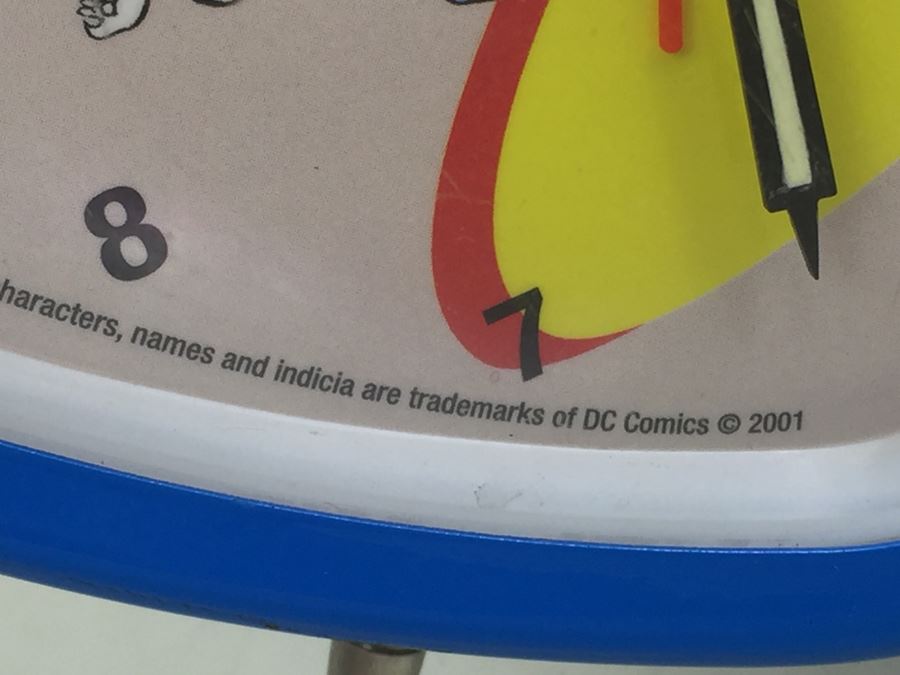 8
7
haracters, names and indicia are trademarks of DC Comics © 2001